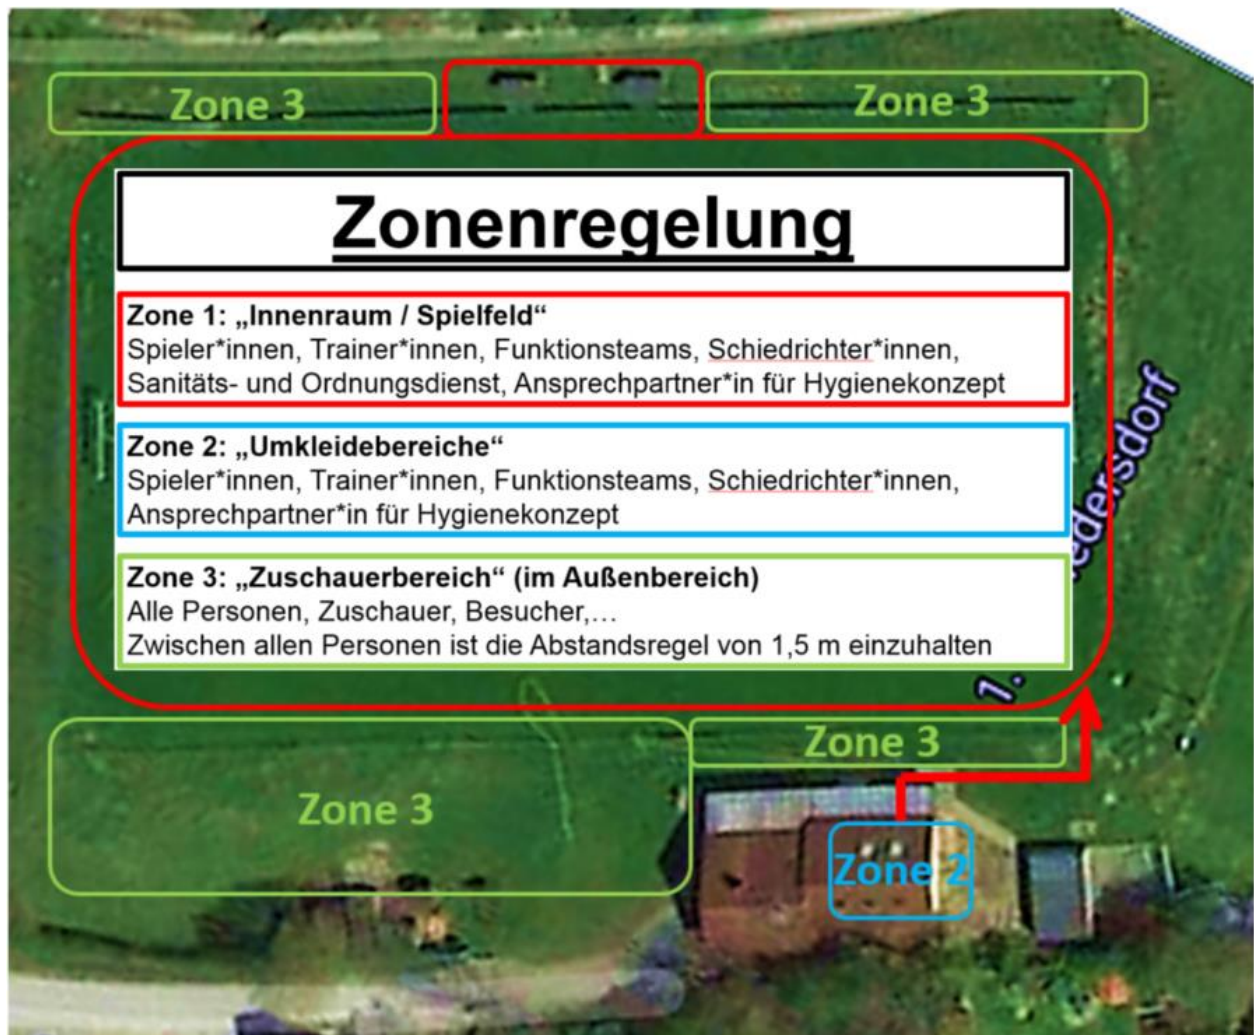 Zone 3
Zone 3
Zonenregelung
Zone 1: „Innenraum / Spielfeld“
Spieler*innen, Trainer*innen, Funktionsteams, Schiedrichter*innen,
Sanitäts- und Ordnungsdienst, Ansprechpartner*in für Hygienekonzept
Zone 2: „Umkleidebereiche“
Spieler*innen, Trainer*innen, Funktionsteams, Schiedrichter*innen,
Ansprechpartner*in für Hygienekonzept
Zone 3: „Zuschauerbereich“ (im Außenbereich)
Alle Personen, Zuschauer, Besucher,…
Zwischen allen Personen ist die Abstandsregel von 1,5 m einzuhalten
1.
Zone 3
Zone 3
Zone 2